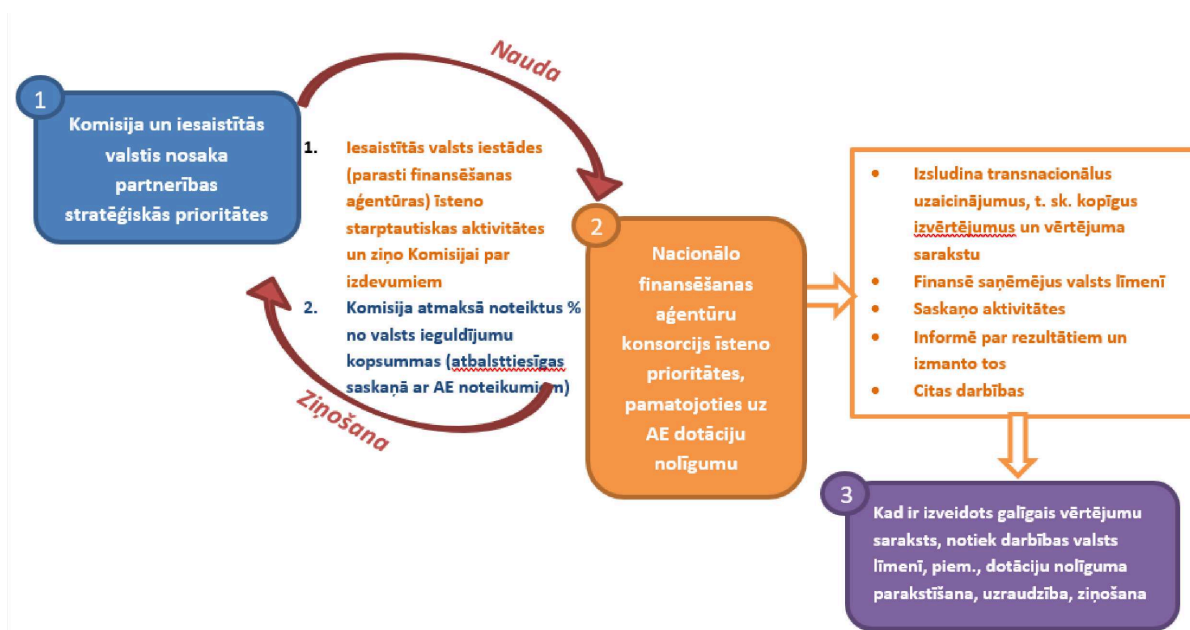 1
Komisija un iesaistītās
valstis nosaka
partnerības
stratēģiskās prioritātes
Nauda
1. Iesaistītās valsts iestādes
(parasti finansēšanas
aģentūras) īsteno
starptautiskas aktivitātes
un ziņo Komisijai par
izdevumiem
2. Komisija atmaksā noteiktus %
no valsts ieguldījumu
kopsummas (atbalsttiesīgas
saskaņā ar AE noteikumiem)
Ziņošana
2
Nacionālo
finansēšanas
aģentūru
konsorcijs īsteno
prioritātes,
pamatojoties uz
AE dotāciju
nolīgumu
• Izsludina transnacionālus
uzaicinājumus, t. sk. kopīgus
izvērtējumus un vērtējuma
sarakstu
• Finansē saņēmējus valsts līmenī
• Saskaņo aktivitātes
• Informē par rezultātiem un
izmanto tos
• Citas darbības
3
Kad ir izveidots galīgais vērtējumu
saraksts, notiek darbības valsts
līmenī, piem., dotāciju nolīguma
parakstīšana, uzraudzība, ziņošana